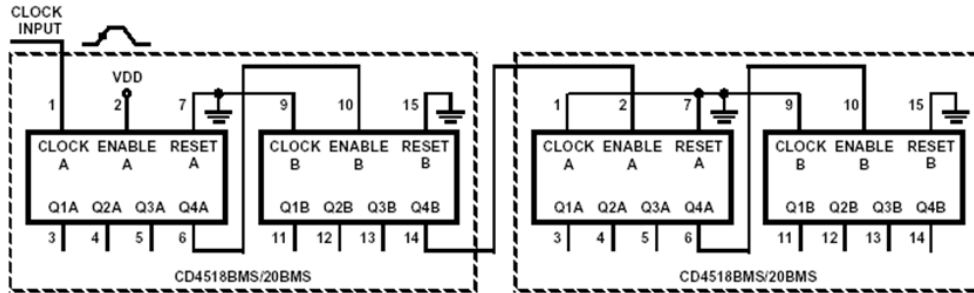 CLOCK
INPUT
VDD
1 2 7 9 10 15 1 2 7 9 10 15
CLOCK ENABLE RESET CLOCK ENABLE RESET CLOCK ENABLE RESET CLOCK ENABLE RESET
A A A B B B A A A B B B
Q1A Q2A Q3A Q4A Q1B Q2B Q3B Q4B Q1A Q2A Q3A Q4A Q1B Q2B Q3B Q4B
3 4 5 6 11 12 13 14 3 4 5 6 11 12 13 14
CD4518BMS/20BMS CD4518BMS/20BMS